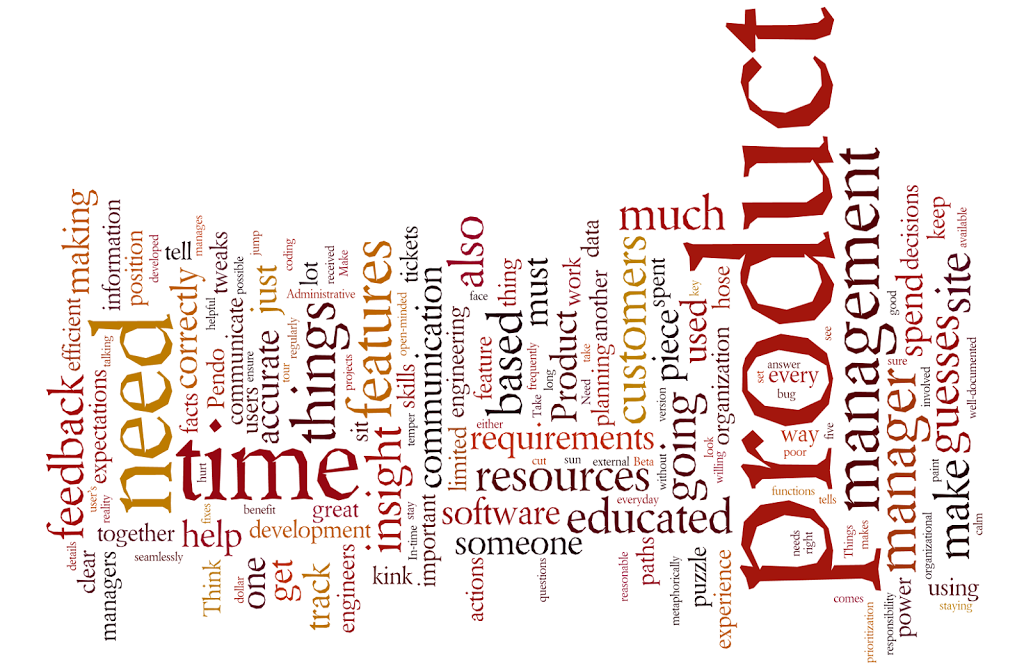 product
management
need
time
things
features
customers
manager
much
making
information
position
developed
manages
tell
correctly
tweaks
helpful
possible
jump
just
coding
lot
received
Make
Administrative
tickets
open-minded
also
face
thing
must
work
data
another
spent
key
hose
decisions
keep
available
site
good
spend
guesses
sure
see
efficient
talking
feedback
expectations
user's
reality
facts
Pendo
communicate
users
ensure
accurate
tour
regularly
projects
sit
skills
temper
communication
engineering
feature
either
based
Take
frequently
long
Product
Need
take
planning
piece
version
used
organization
without
look
willing
going
set
answer
every
bug
way
poor
five
involved
well-documented
paint
hurt
insight
limited
requirements
cut
sun
external
Beta
resources
everyday
functions
tells
make
calm
together
help
fixes
benefit
great
development
In-time
stay
important
software
educated
someone
needs
right
Things
makes
organizational
details
clear
seamlessly
managers
Think
dollar
one
get
track
engineers
kink
actions
questions
reasonable
paths
metaphorically
puzzle
experience
comes
prioritization
responsibility
power
using
staying